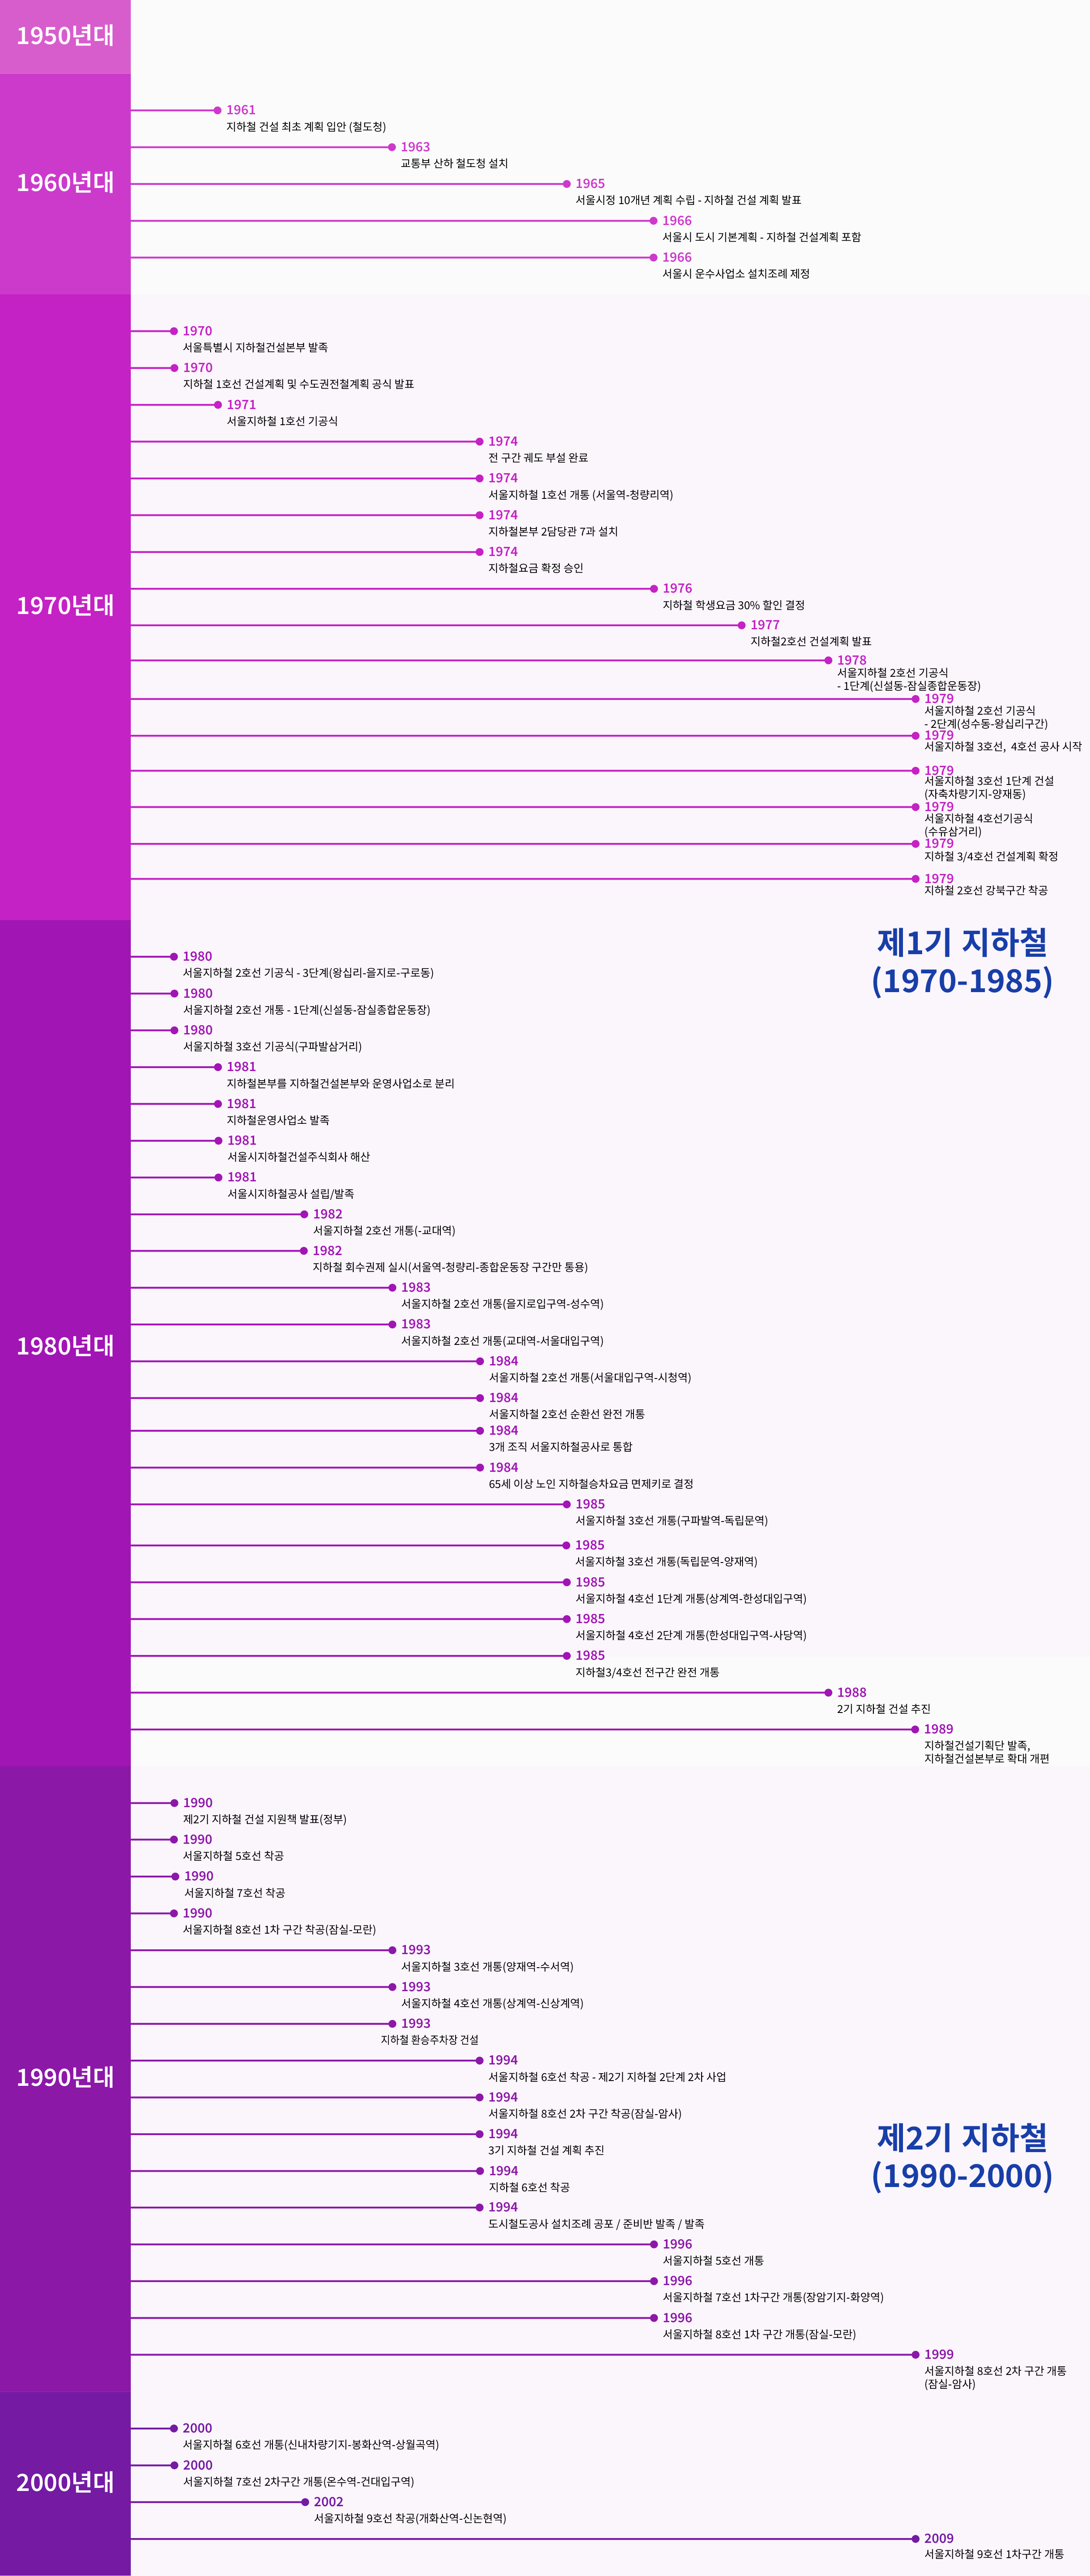 1950년대
1960년대
1961
지하철 건설 최초 계획 입안 (철도청)
1963
교통부 산하 철도청 설치
1965
서울시정 10개년 계획 수립 - 지하철 건설 계획 발표
1966
서울시 도시 기본계획 - 지하철 건설계획 포함
1966
서울시 운수사업소 설치조례 제정
1970년대
1970
서울특별시 지하철건설본부 발족
1970
지하철 1호선 건설계획 및 수도권전철계획 공식 발표
1971
서울지하철 1호선 기공식
1974
전 구간 궤도 부설 완료
1974
서울지하철 1호선 개통 (서울역-청량리역)
1974
지하철본부 2담당관 7과 설치
1974
지하철요금 확정 승인
1976
지하철 학생요금 30% 할인 결정
1977
지하철2호선 건설계획 발표
1978
서울지하철 2호선 기공식
- 1단계(신설동-잠실종합운동장)
1979
서울지하철 2호선 기공식
- 2단계(성수동-왕십리구간)
1979
서울지하철 3호선, 4호선 공사 시작
1979
서울지하철 3호선 1단계 건설
(자축차량기지-양재동)
1979
서울지하철 4호선기공식
(수유삼거리)
1979
지하철 3/4호선 건설계획 확정
1979
지하철 2호선 강북구간 착공
제1기 지하철
(1970-1985)
1980년대
1980
서울지하철 2호선 기공식 - 3단계(왕십리-을지로-구로동)
1980
서울지하철 2호선 개통 - 1단계(신설동-잠실종합운동장)
1980
서울지하철 3호선 기공식(구파발삼거리)
1981
지하철본부를 지하철건설본부와 운영사업소로 분리
1981
지하철운영사업소 발족
1981
서울시지하철건설주식회사 해산
1981
서울시지하철공사 설립/발족
1982
서울지하철 2호선 개통(-교대역)
1982
지하철 회수권제 실시(서울역-청량리-종합운동장 구간만 통용)
1983
서울지하철 2호선 개통(을지로입구역-성수역)
1983
서울지하철 2호선 개통(교대역-서울대입구역)
1984
서울지하철 2호선 개통(서울대입구역-시청역)
1984
서울지하철 2호선 순환선 완전 개통
1984
3개 조직 서울지하철공사로 통합
1984
65세 이상 노인 지하철승차요금 면제키로 결정
1985
서울지하철 3호선 개통(구파발역-독립문역)
1985
서울지하철 3호선 개통(독립문역-양재역)
1985
서울지하철 4호선 1단계 개통(상계역-한성대입구역)
1985
서울지하철 4호선 2단계 개통(한성대입구역-사당역)
1985
지하철3/4호선 전구간 완전 개통
1988
2기 지하철 건설 추진
1989
지하철건설기획단 발족,
지하철건설본부로 확대 개편
1990년대
1990
제2기 지하철 건설 지원책 발표(정부)
1990
서울지하철 5호선 착공
1990
서울지하철 7호선 착공
1990
서울지하철 8호선 1차 구간 착공(잠실-모란)
1993
서울지하철 3호선 개통(양재역-수서역)
1993
서울지하철 4호선 개통(상계역-신상계역)
1993
지하철 환승주차장 건설
1994
서울지하철 6호선 착공 - 제2기 지하철 2단계 2차 사업
1994
서울지하철 8호선 2차 구간 착공(잠실-암사)
1994
3기 지하철 건설 계획 추진
1994
지하철 6호선 착공
1994
도시철도공사 설치조례 공포 / 준비반 발족 / 발족
제2기 지하철
(1990-2000)
1996
서울지하철 5호선 개통
1996
서울지하철 7호선 1차구간 개통(장암기지-화양역)
1996
서울지하철 8호선 1차 구간 개통(잠실-모란)
1999
서울지하철 8호선 2차 구간 개통
(잠실-암사)
2000년대
2000
서울지하철 6호선 개통(신내차량기지-봉화산역-상월곡역)
2000
서울지하철 7호선 2차구간 개통(온수역-건대입구역)
2002
서울지하철 9호선 착공(개화산역-신논현역)
2009
서울지하철 9호선 1차구간 개통